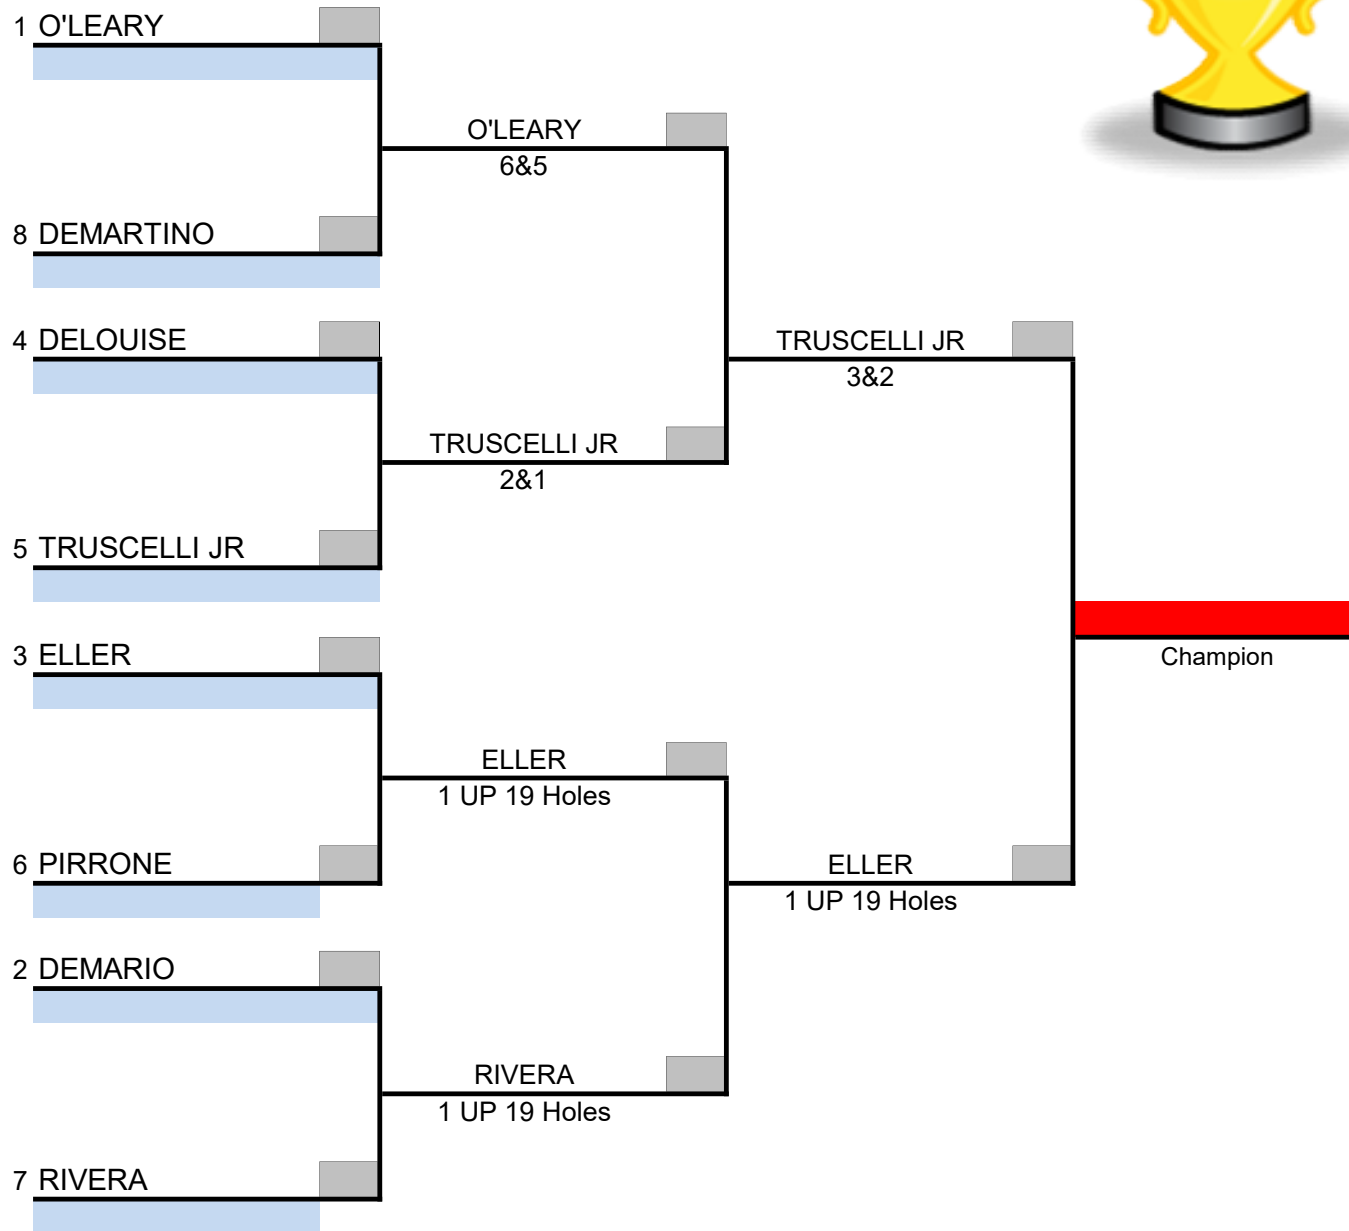 1 O'LEARY
O'LEARY
6&5
8 DEMARTINO
4 DELOUISE
TRUSCELLI JR
3&2
TRUSCELLI JR
2&1
5 TRUSCELLI JR
3 ELLER
Champion
ELLER
1 UP 19 Holes
6 PIRRONE
ELLER
1 UP 19 Holes
2 DEMARIO
RIVERA
1 UP 19 Holes
7 RIVERA